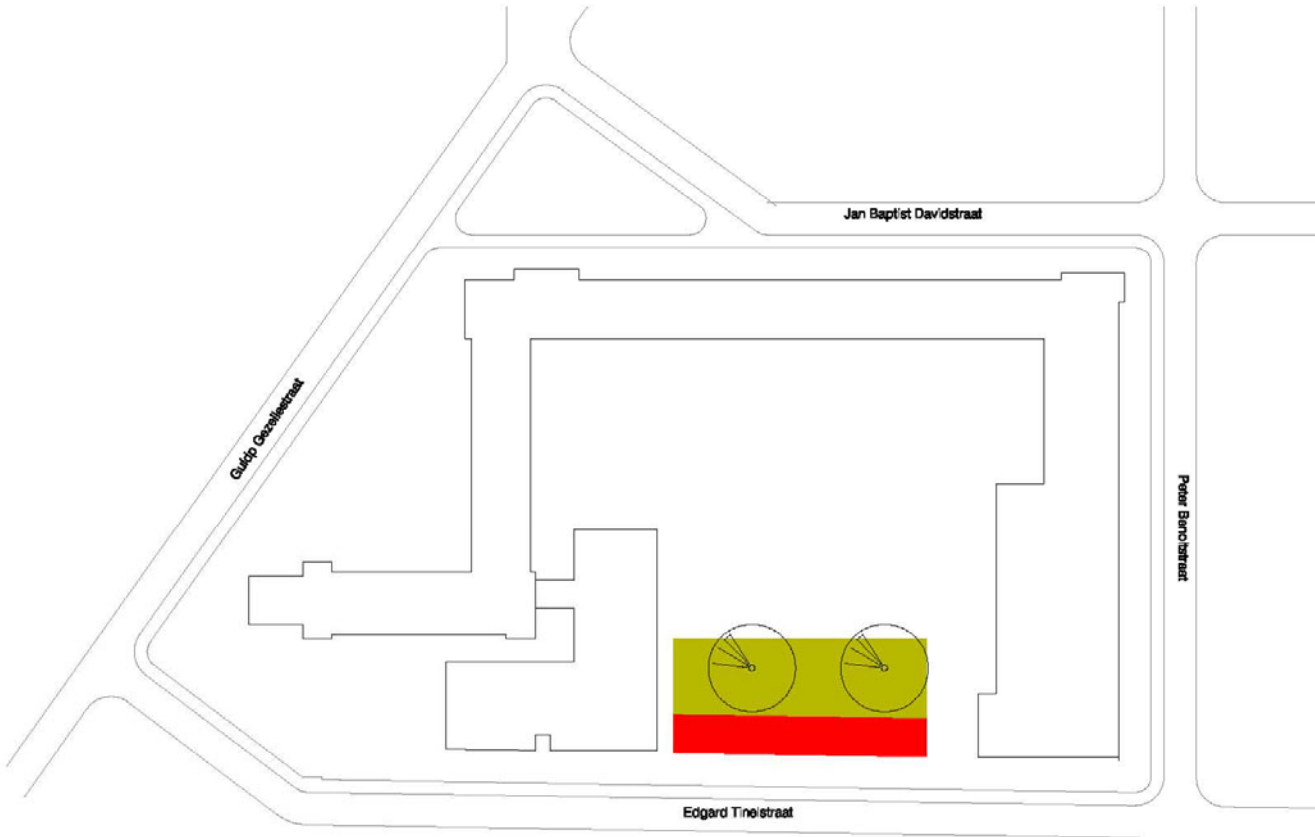 Jan Baptist Davidstraat
Guido Gezellestraat
Peter Benoitstraat
Edgard Tinelstraat